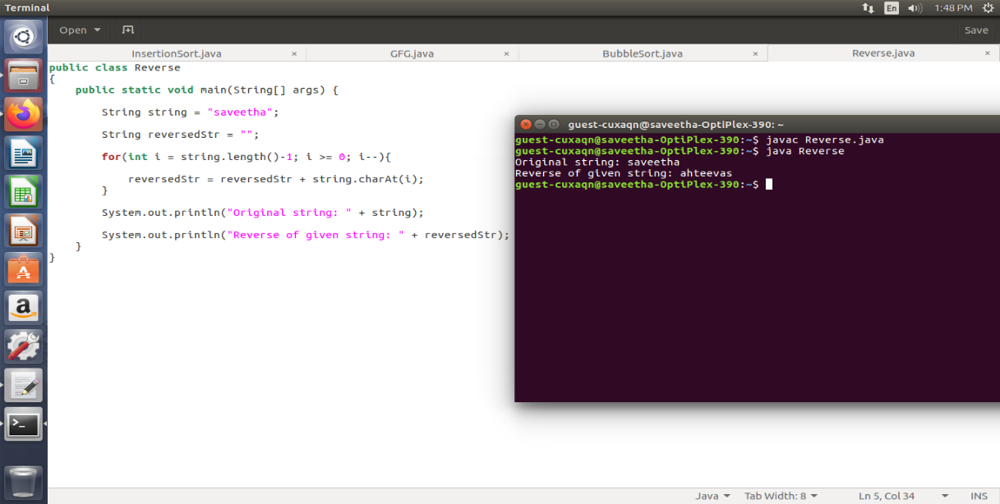 Terminal
En
1:48 PM
Open
Save
InsertionSort.java ×
GFG.java ×
BubbleSort.java ×
Reverse.java ×
public class Reverse
{
    public static void main(String[] args) {
        String string = "saveetha";
        String reversedStr = "";
        for(int i = string.length()-1; i >= 0; i--){
            reversedStr = reversedStr + string.charAt(i);
        }
        System.out.println("Original string: " + string);
        System.out.println("Reverse of given string: " + reversedStr);
    }
}
guest-cuxaqn@saveetha-OptiPlex-390: ~
guest-cuxaqn@saveetha-OptiPlex-390:~$ javac Reverse.java
guest-cuxaqn@saveetha-OptiPlex-390:~$ java Reverse
Original string: saveetha
Reverse of given string: ahteevas
guest-cuxaqn@saveetha-OptiPlex-390:~$
a
>_
Java
Tab Width: 8
Ln 5, Col 34
INS